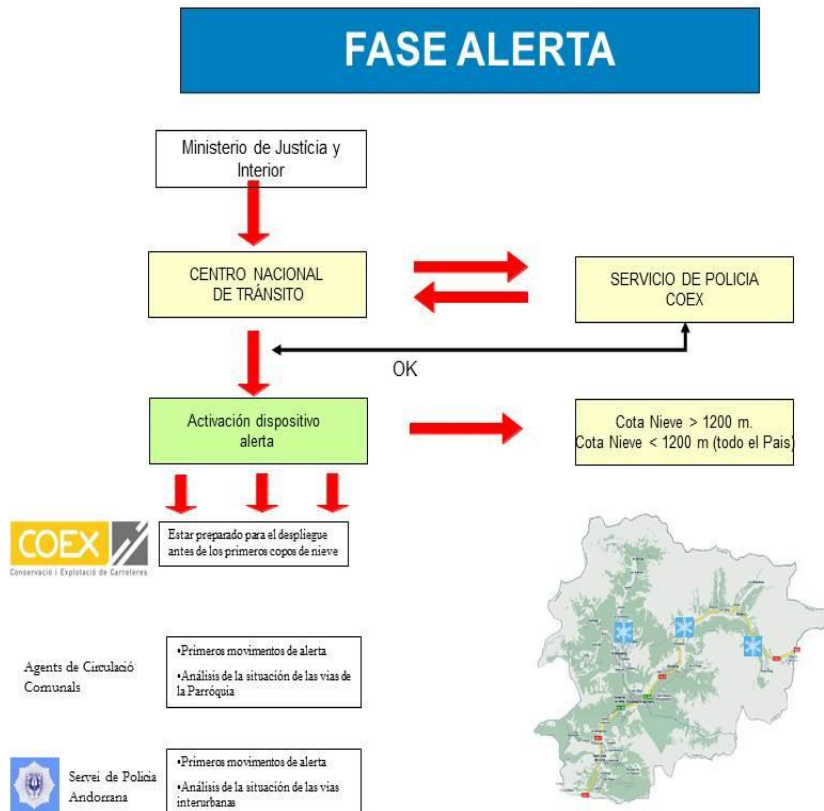 FASE ALERTA
Ministerio de Justícia y
Interior
CENTRO NACIONAL
DE TRÁNSITO
SERVICIO DE POLICIA
COEX
OK
Activación dispositivo
alerta
Cota Nieve > 1200 m.
Cota Nieve < 1200 m (todo el Pais)
COEX
Conservació i Explotació de Carreteres
Estar preparado para el despliegue
antes de los primeros copos de nieve
Agents de Circulació
Comunals
•Primeros movimentos de alerta
•Análisis de la situación de las vías de
la Parróquia
Servei de Policia
Andorrana
•Primeros movimentos de alerta
•Análisis de la situación de las vias
interurbanas